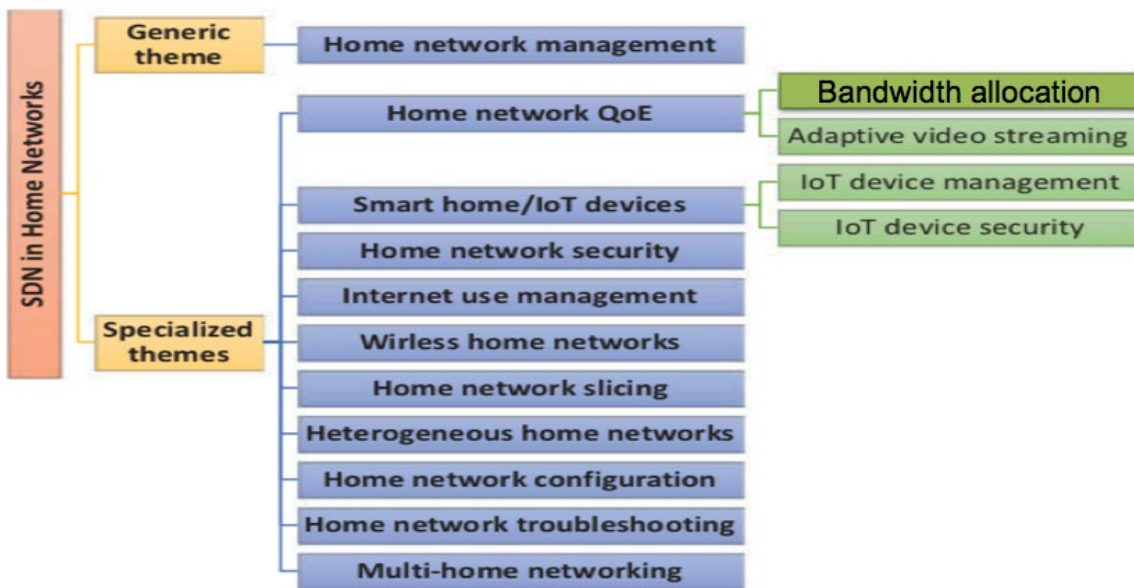 SDN in Home Networks
Generic
theme
Home network management
Specialized
themes
Home network QoE
Bandwidth allocation
Adaptive video streaming
Smart home/IoT devices
IoT device management
IoT device security
Home network security
Internet use management
Wirless home networks
Home network slicing
Heterogeneous home networks
Home network configuration
Home network troubleshooting
Multi-home networking